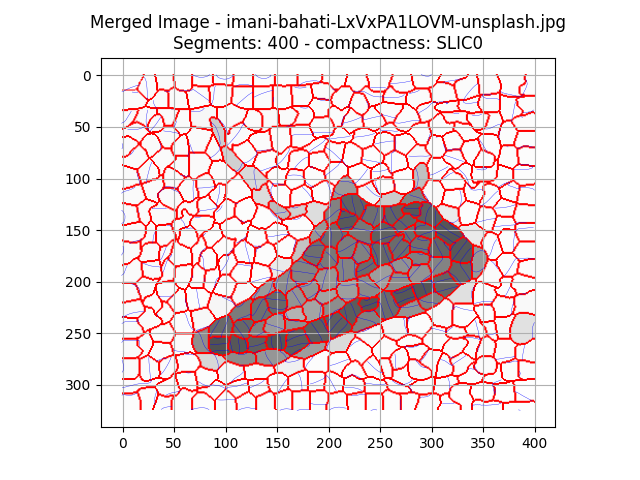 Merged Image - imani-bahati-LxVxPA1LOVM-unsplash.jpg
Segments: 400 - compactness: SLIC0
0
50
100
150
200
250
300
0 50 100 150 200 250 300 350 400